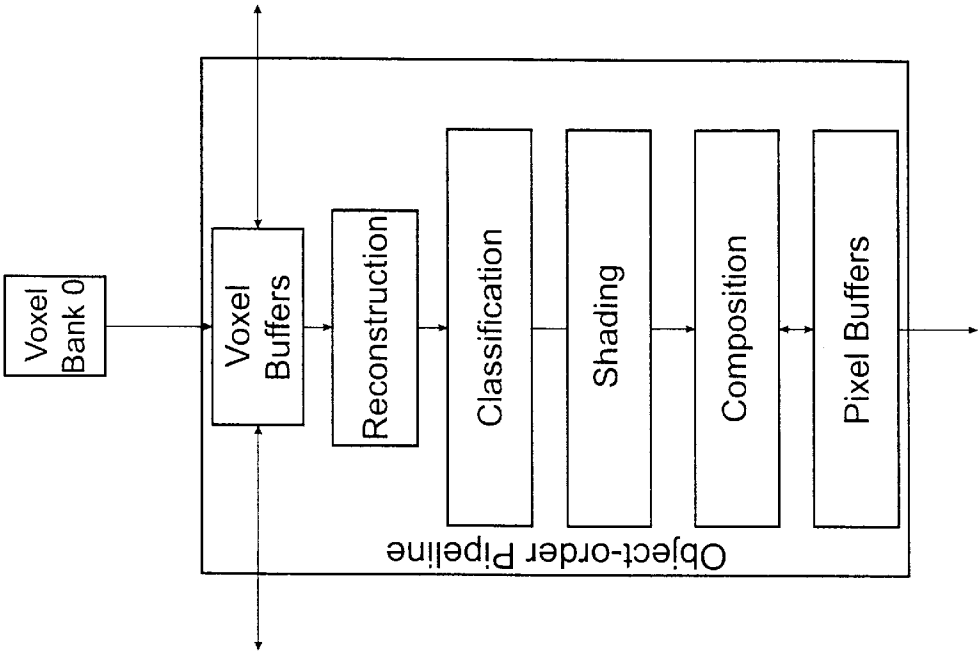 Voxel
Bank 0
Voxel
Buffers
Reconstruction
Classification
Shading
Composition
Pixel Buffers
Object-order Pipeline